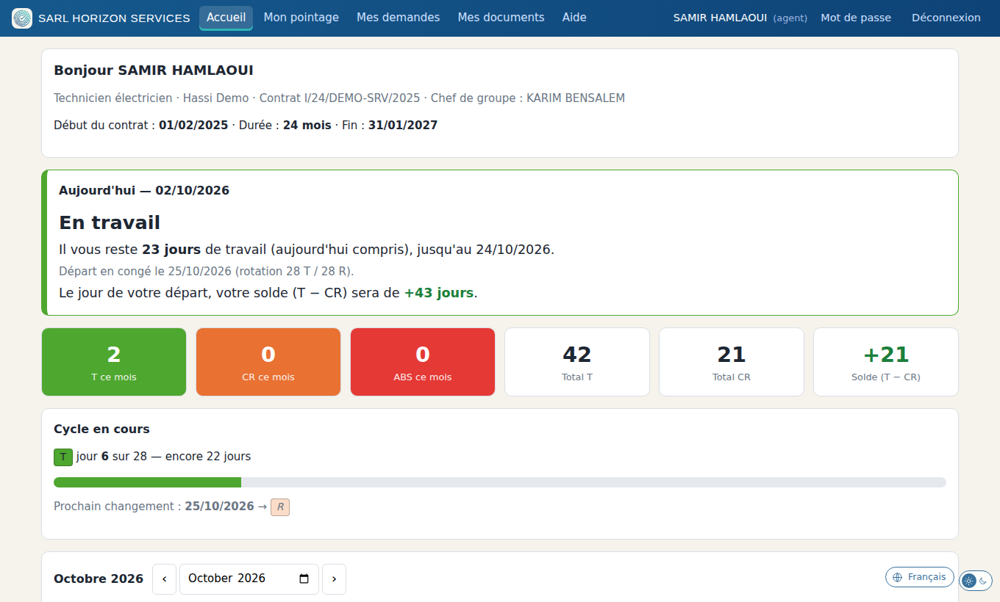 SARL HORIZON SERVICES Accueil Mon pointage Mes demandes Mes documents Aide SAMIR HAMLAOUI (agent) Mot de passe Déconnexion
Bonjour SAMIR HAMLAOUI
Technicien électricien · Hassi Demo · Contrat I/24/DEMO-SRV/2025 · Chef de groupe : KARIM BENSALEM
Début du contrat : 01/02/2025 · Durée : 24 mois · Fin : 31/01/2027
Aujourd'hui — 02/10/2026
En travail
Il vous reste 23 jours de travail (aujourd'hui compris), jusqu'au 24/10/2026.
Départ en congé le 25/10/2026 (rotation 28 T / 28 R).
Le jour de votre départ, votre solde (T − CR) sera de +43 jours.
2 0 0 42 21 +21
T ce mois CR ce mois ABS ce mois Total T Total CR Solde (T − CR)
Cycle en cours
T jour 6 sur 28 — encore 22 jours
Prochain changement : 25/10/2026 → R
Octobre 2026 ‹ October 2026 ›
Français